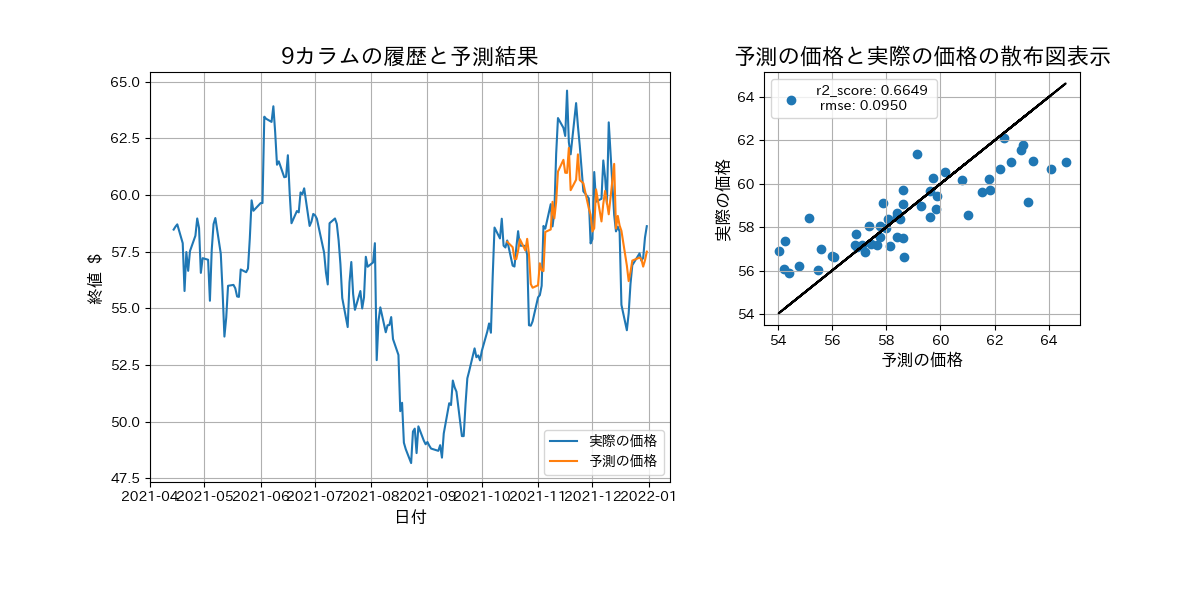 9カラムの履歴と予測結果
65.0
62.5
60.0
57.5
55.0
52.5
50.0
47.5
終値 $
2021-04 2021-05 2021-06 2021-07 2021-08 2021-09 2021-10 2021-11 2021-12 2022-01
日付
実際の価格
予測の価格
予測の価格と実際の価格の散布図表示
r2_score: 0.6649
rmse: 0.0950
64
62
60
58
56
54
実際の価格
54 56 58 60 62 64
予測の価格